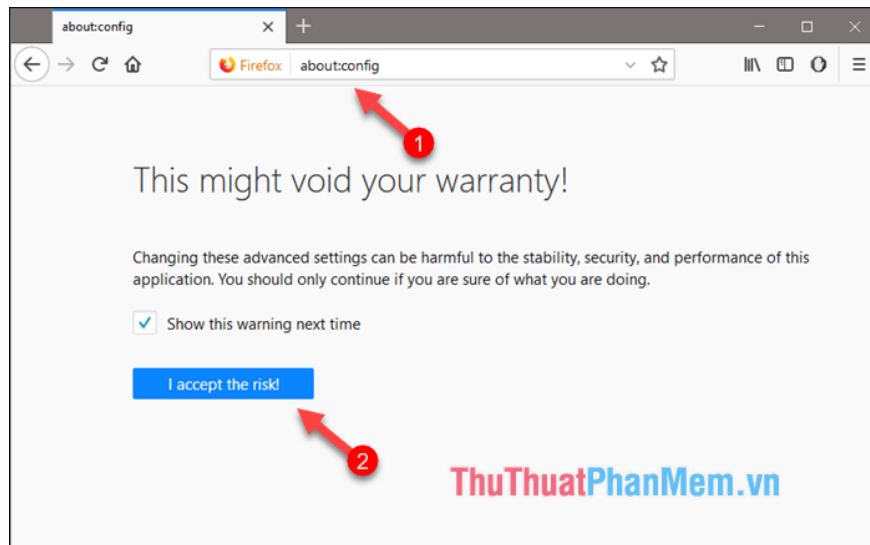 about:config
Firefox about:config
1
This might void your warranty!
Changing these advanced settings can be harmful to the stability, security, and performance of this
application. You should only continue if you are sure of what you are doing.
Show this warning next time
I accept the risk!
2
ThuThuatPhanMem.vn